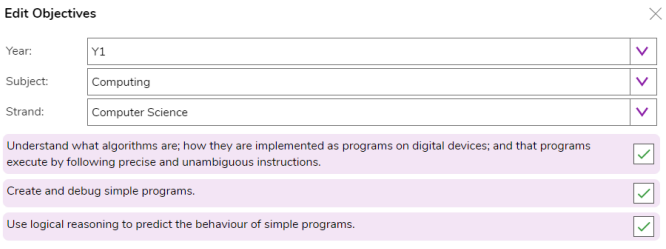 Edit Objectives
Year: Y1
Subject: Computing
Strand: Computer Science
Understand what algorithms are; how they are implemented as programs on digital devices; and that programs
execute by following precise and unambiguous instructions.
Create and debug simple programs.
Use logical reasoning to predict the behaviour of simple programs.